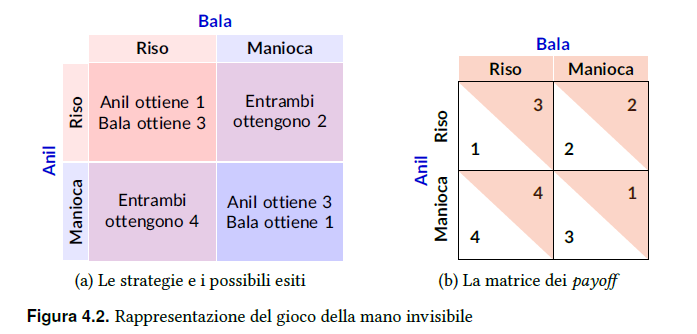 Bala
Riso Manioca
Anil
Riso
Anil ottiene 1
Bala ottiene 3
Entrambi
ottengono 2
Manioca
Entrambi
ottengono 4
Anil ottiene 3
Bala ottiene 1
(a) Le strategie e i possibili esiti
Bala
Riso Manioca
Anil
Riso
3
1
2
2
Manioca
4
4
1
3
(b) La matrice dei payoff
Figura 4.2. Rappresentazione del gioco della mano invisibile